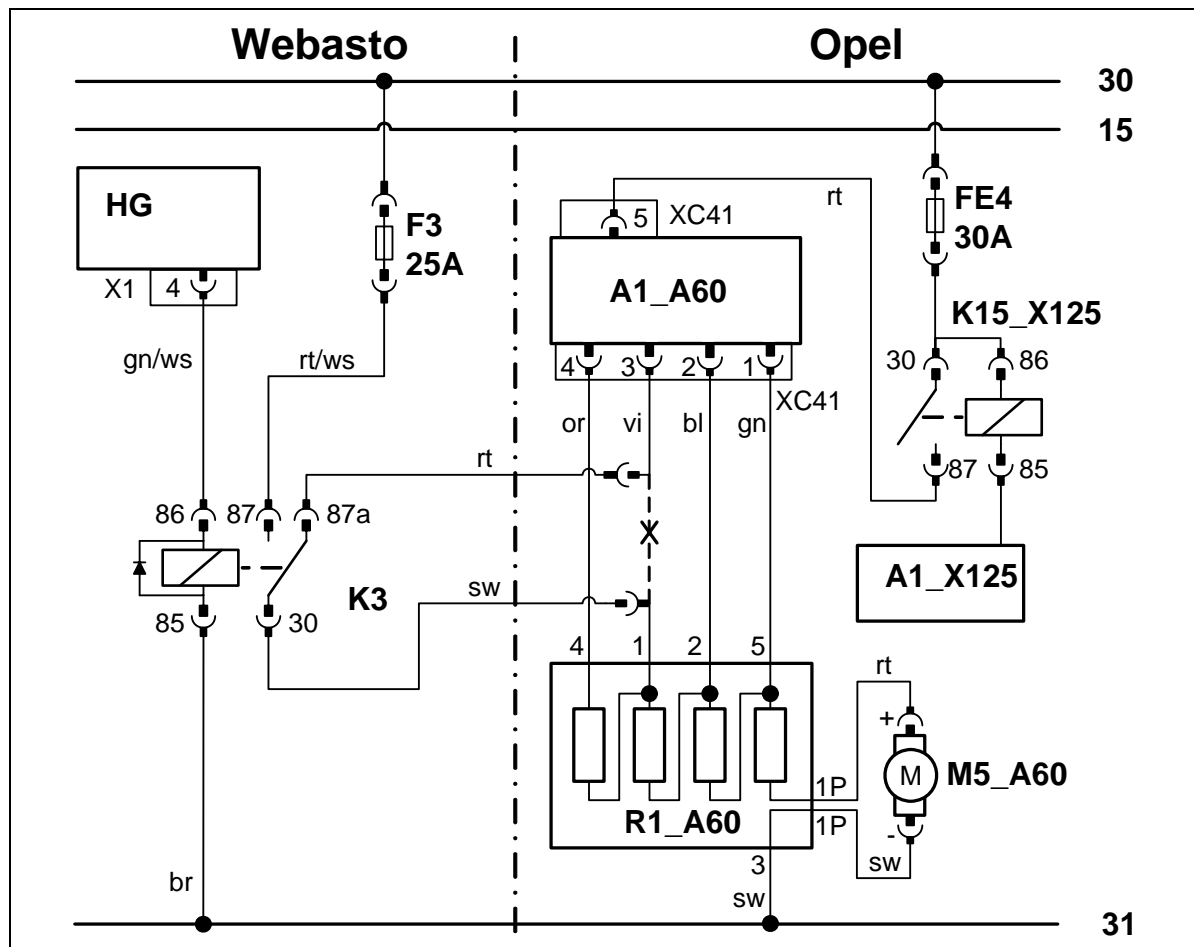 Webasto
Opel
30
15
HG
F3
25A
rt
5
XC41
FE4
30A
X1
4
A1_A60
K15_X125
gn/ws
rt/ws
4
3
2
1
XC41
30
86
or
vi
bl
gn
rt
87
85
86
87
87a
A1_X125
K3
sw
85
30
4
1
2
5
rt
+
M
M5_A60
1P
R1_A60
1P
-
3
sw
br
sw
31